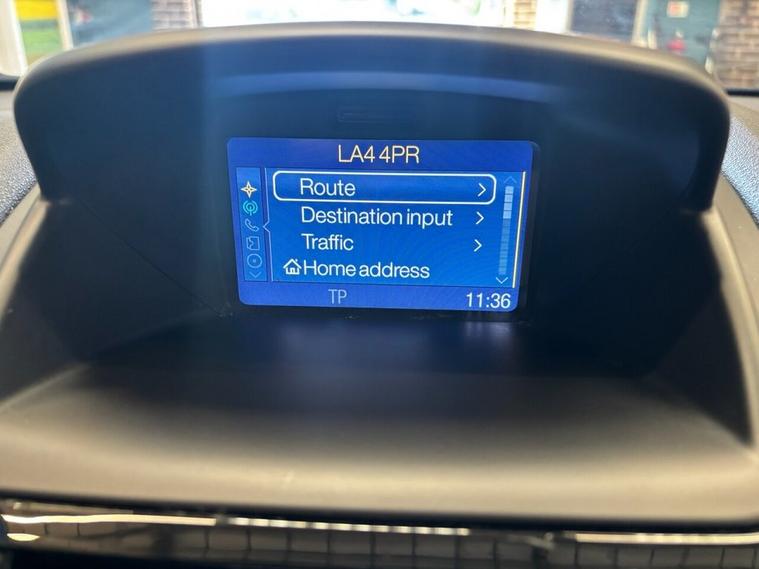 LA4 4PR
Route
Destination input
Traffic
Home address
TP
11:36